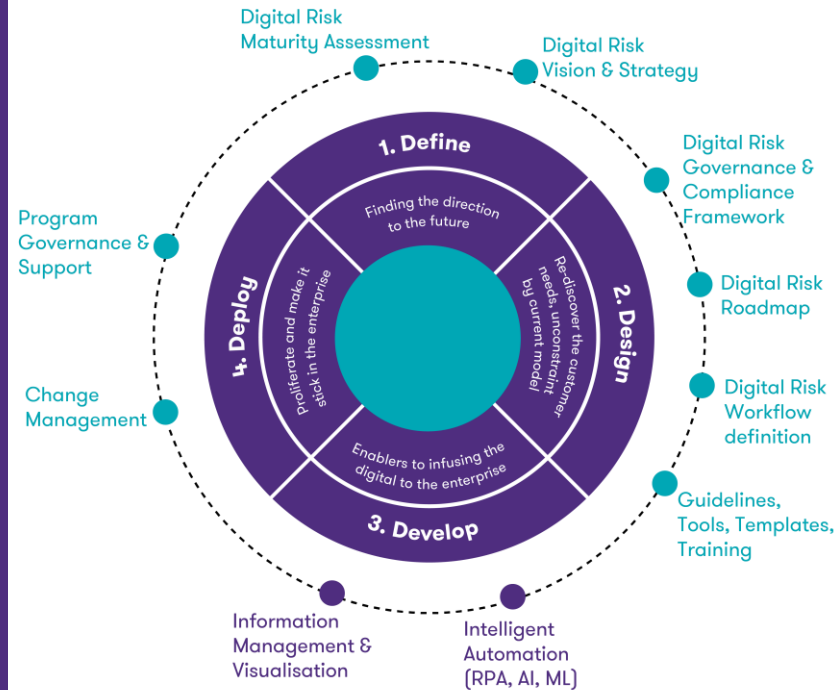 Digital Risk
Maturity Assessment
Digital Risk
Vision & Strategy
Digital Risk
Governance &
Compliance
Framework
Digital Risk
Roadmap
Digital Risk
Workflow
definition
Guidelines,
Tools, Templates,
Training
Intelligent
Automation
(RPA, AI, ML)
Information
Management &
Visualisation
Change
Management
Program
Governance &
Support
1. Define
Finding the direction
to the future
2. Design
Re-discover the customer
needs, unconstraint
by current model
3. Develop
Enablers to infusing the
digital to the enterprise
4. Deploy
Proliferate and make it
stick in the enterprise